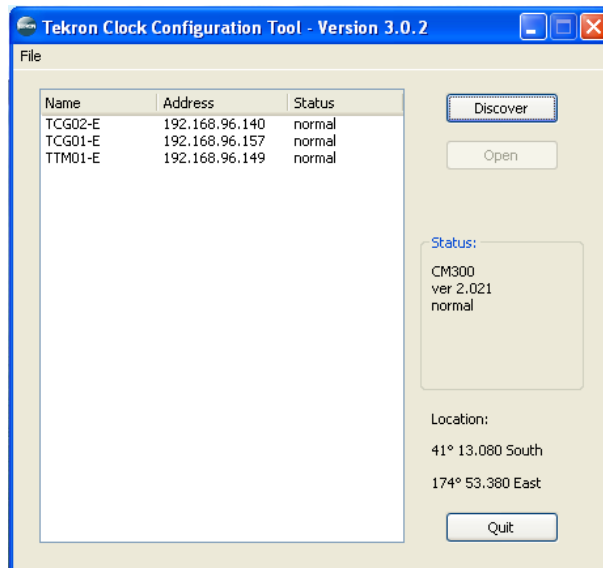 Tekron Clock Configuration Tool - Version 3.0.2
File
Name Address Status
TCG02-E 192.168.96.140 normal
TCG01-E 192.168.96.157 normal
TTM01-E 192.168.96.149 normal
Discover
Open
Status:
CM300
ver 2.021
normal
Location:
41° 13.080 South
174° 53.380 East
Quit